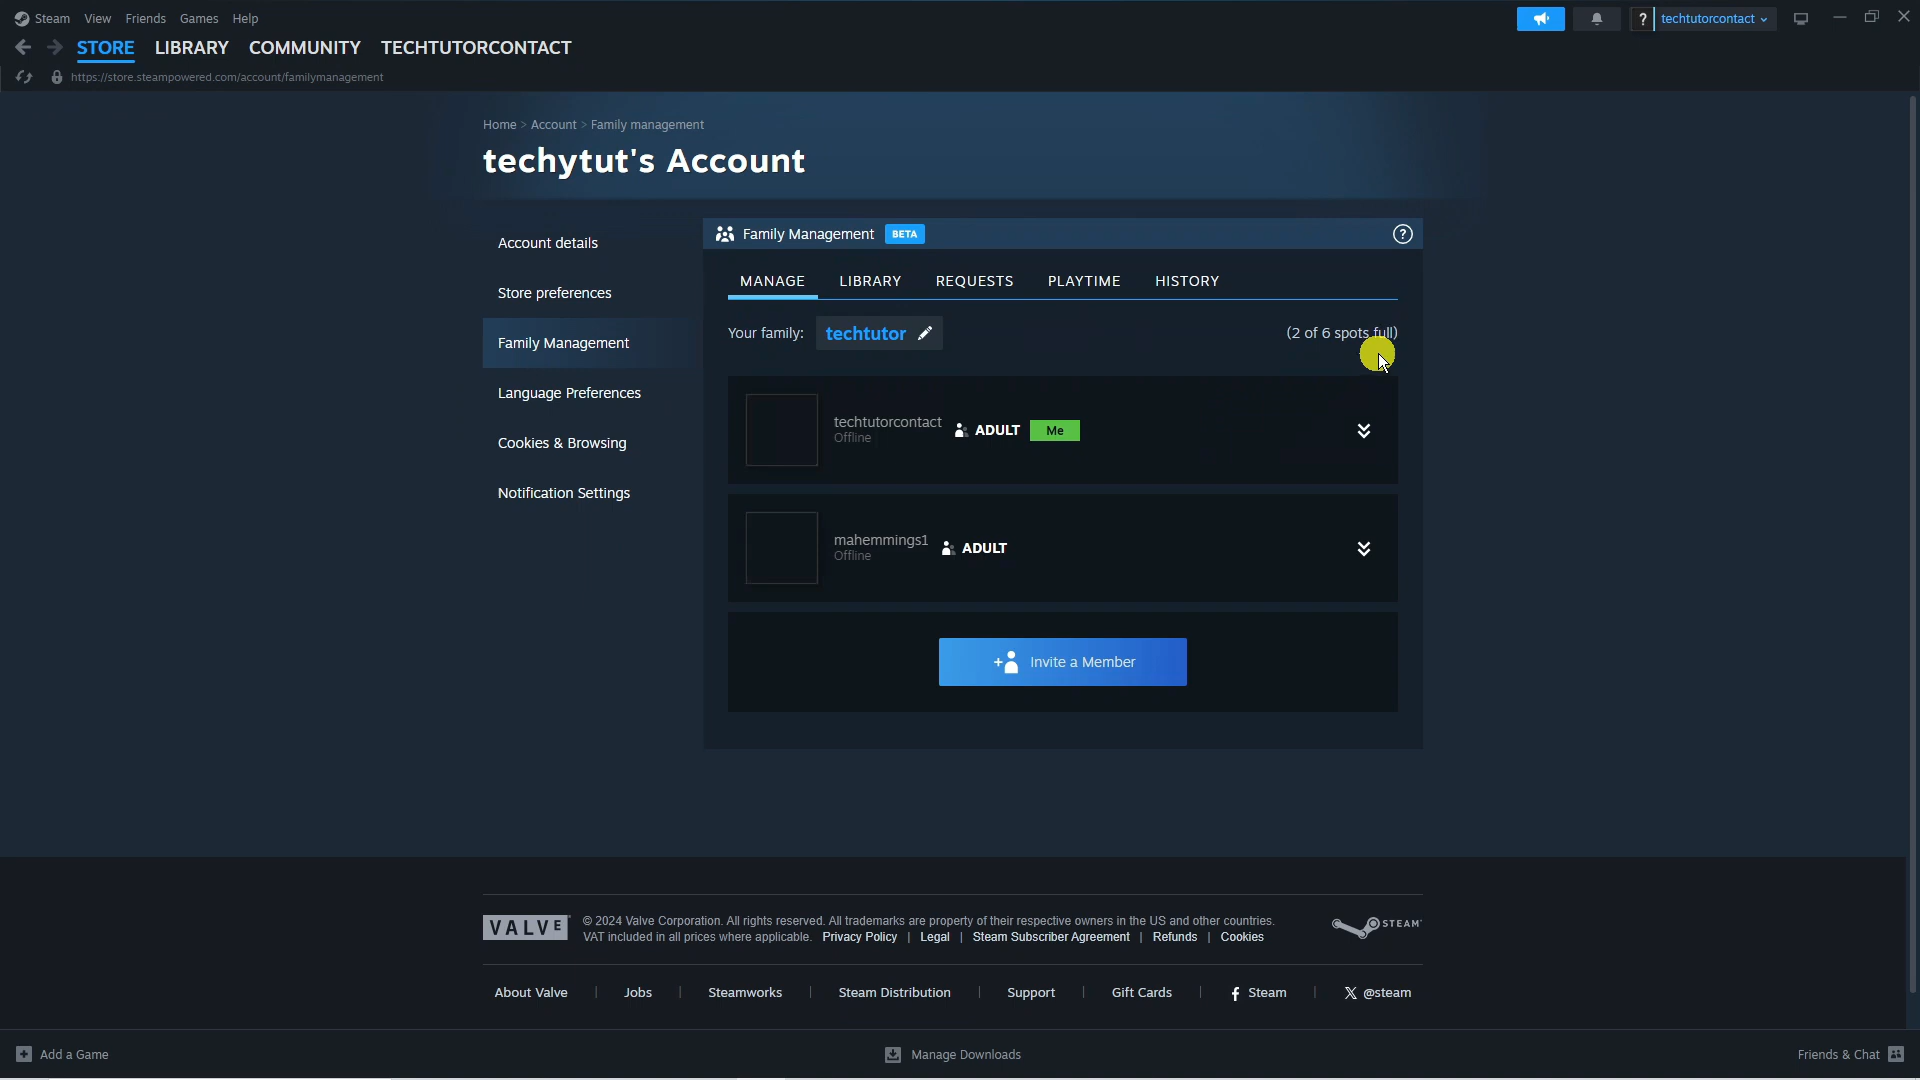 Steam View Friends Games Help
? techtutorcontact
STORE LIBRARY COMMUNITY TECHTUTORCONTACT
https://store.steampowered.com/account/familymanagement
Home > Account > Family management
techytut's Account
Account details
Store preferences
Family Management
Language Preferences
Cookies & Browsing
Notification Settings
Family Management BETA ?
MANAGE LIBRARY REQUESTS PLAYTIME HISTORY
Your family: techtutor (2 of 6 spots full)
techtutorcontact ADULT Me
Offline
mahemmings1 ADULT
Offline
+ Invite a Member
VALVE
© 2024 Valve Corporation. All rights reserved. All trademarks are property of their respective owners in the US and other countries.
VAT included in all prices where applicable. Privacy Policy | Legal | Steam Subscriber Agreement | Refunds | Cookies
STEAM
About Valve | Jobs | Steamworks | Steam Distribution | Support | Gift Cards | Steam | @steam
Add a Game
Manage Downloads
Friends & Chat